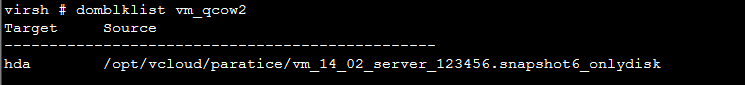 virsh # domblklist vm_qcow2
Target     Source
------------------------------------------------
hda        /opt/vcloud/paratice/vm_14_02_server_123456.snapshot6_onlydisk